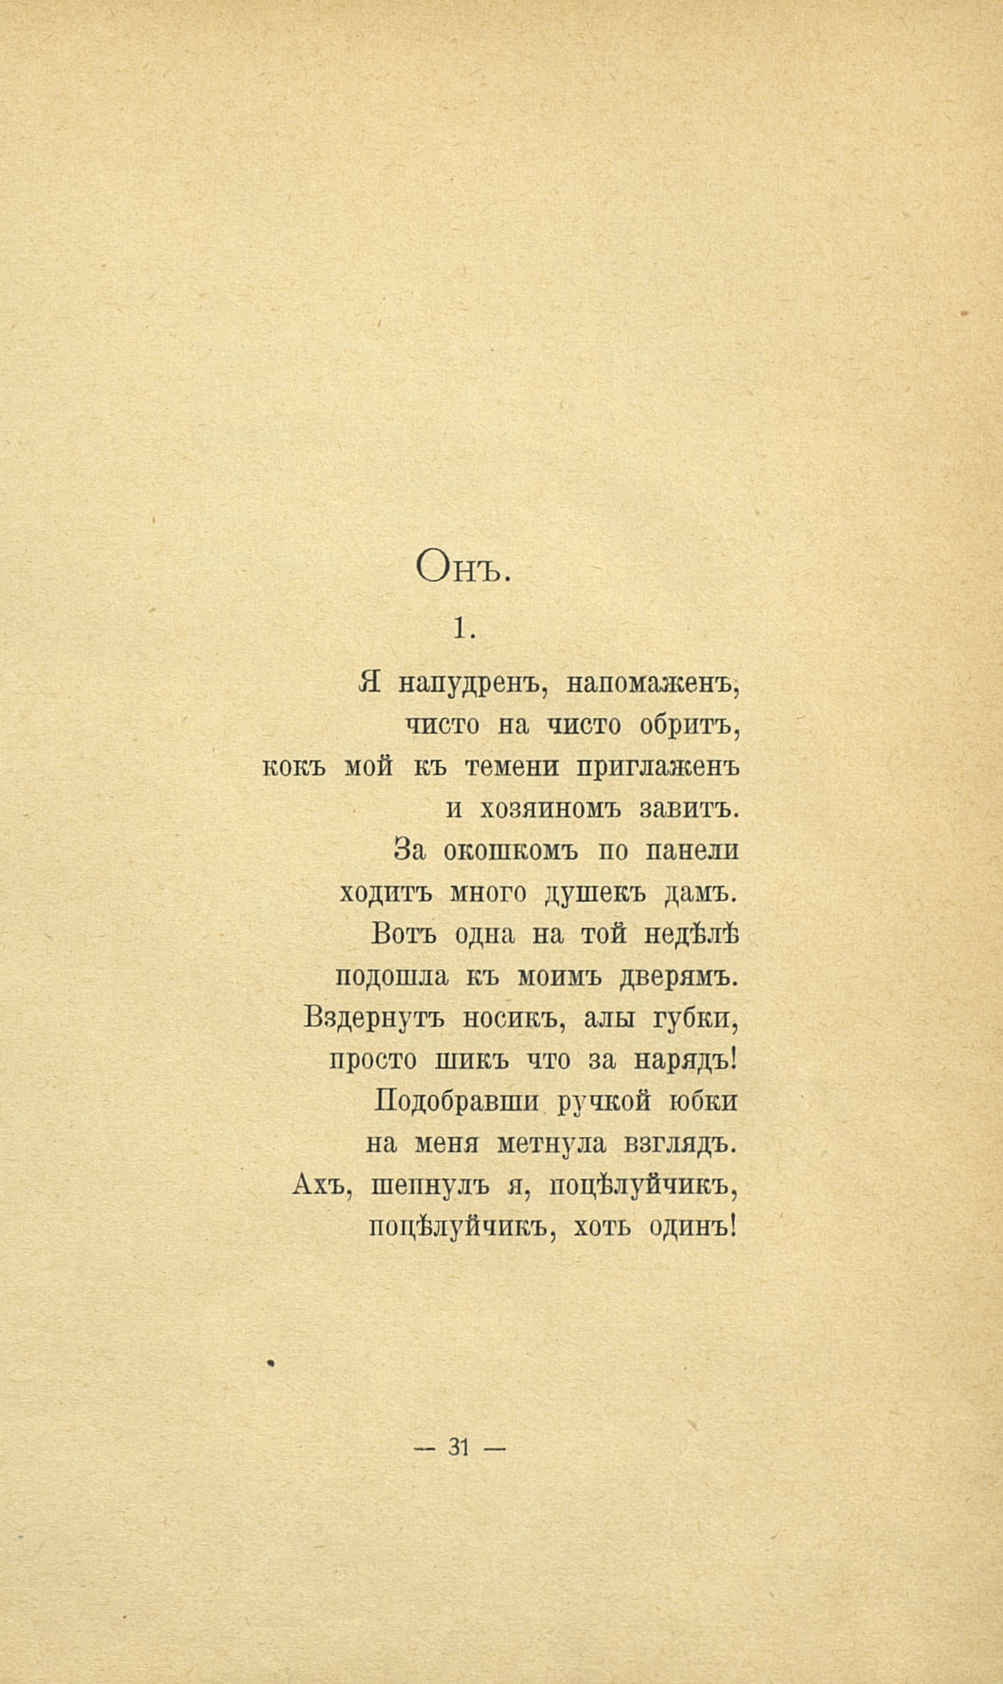 Онъ.
1.
Я напудренъ, напомаженъ,
чисто на чисто обритъ,
кокъ мой къ темени приглаженъ
и хозяиномъ завитъ.
За окошкомъ по панели
ходитъ много душекъ дамъ.
Вотъ одна на той недѣлѣ
подошла къ моимъ дверямъ.
Вздернутъ носикъ, алы губки,
просто шикъ что за нарядъ!
Подобравши ручкой юбки
на меня метнула взглядъ.
Ахъ, шепнулъ я, поцѣлуйчикъ,
поцѣлуйчикъ, хоть одинъ!
— 31 —